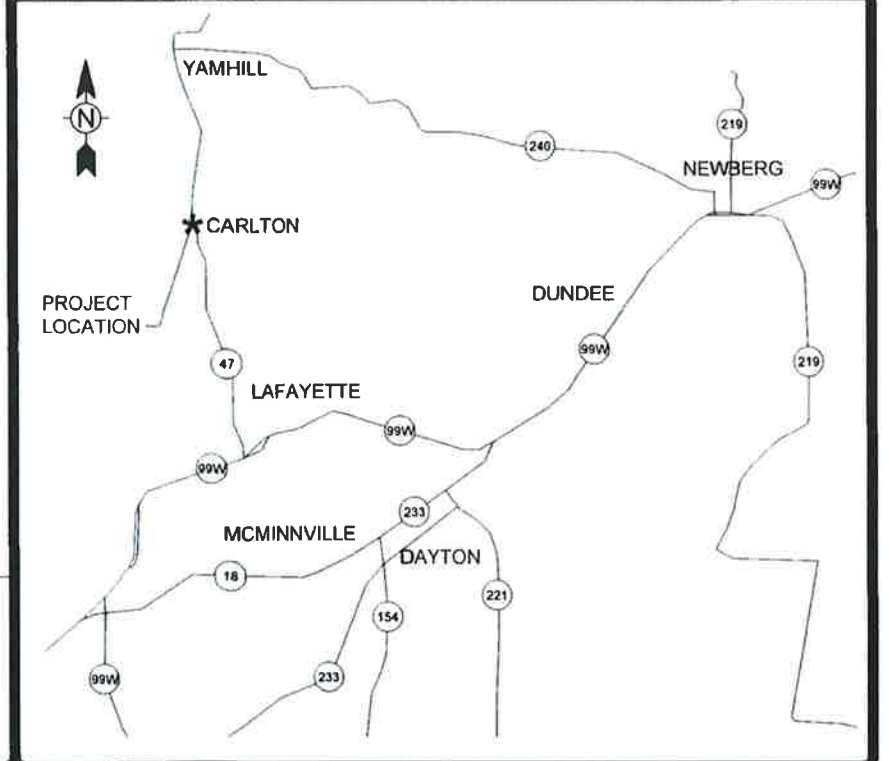 YAMHILL
N
219
240
NEWBERG
99W
CARLTON
DUNDEE
PROJECT
LOCATION
99W
219
47
LAFAYETTE
99W
99W
233
MCMINNVILLE
DAYTON
18
221
154
233
99W